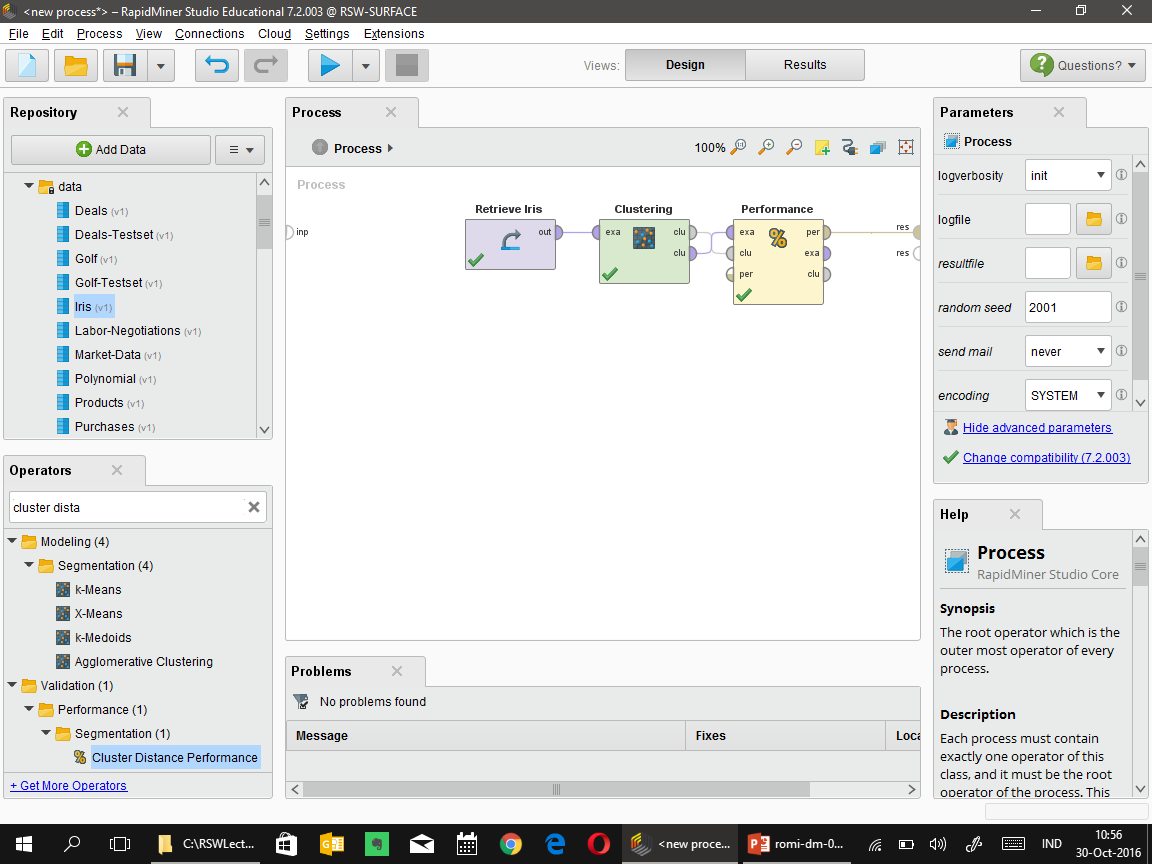 <new process*> – RapidMiner Studio Educational 7.2.003 @ RSW-SURFACE
File Edit Process View Connections Cloud Settings Extensions
Views: Design Results Questions?
Repository
Add Data
data
Deals (v1)
Deals-Testset (v1)
Golf (v1)
Golf-Testset (v1)
Iris (v1)
Labor-Negotiations (v1)
Market-Data (v1)
Polynomial (v1)
Products (v1)
Purchases (v1)
Operators
cluster dista
Modeling (4)
Segmentation (4)
k-Means
X-Means
k-Medoids
Agglomerative Clustering
Validation (1)
Performance (1)
Segmentation (1)
Cluster Distance Performance
+ Get More Operators
Process
Process
100%
Process
inp
Retrieve Iris
out
Clustering
exa clu
clu
Performance
exa per
clu exa
per clu
res
res
Problems
No problems found
Message Fixes Loca
Parameters
Process
logverbosity init
logfile
resultfile
random seed 2001
send mail never
encoding SYSTEM
Hide advanced parameters
Change compatibility (7.2.003)
Help
Process
RapidMiner Studio Core
Synopsis
The root operator which is the
outer most operator of every
process.
Description
Each process must contain
exactly one operator of this
class, and it must be the root
operator of the process. This
C:\RSWLect... <new proce... romi-dm-0... IND 10:56
30-Oct-2016